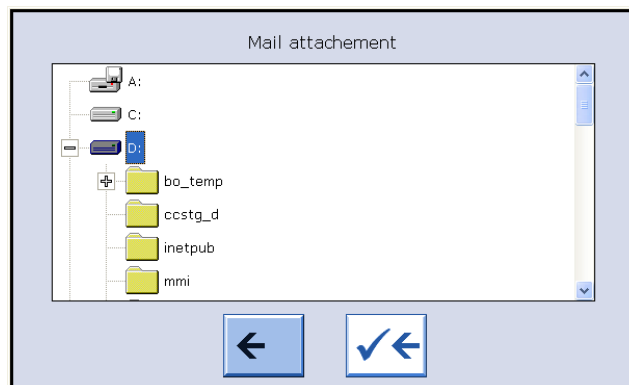 Mail attachement
A:
C:
D:
bo_temp
ccstg_d
inetpub
mmi